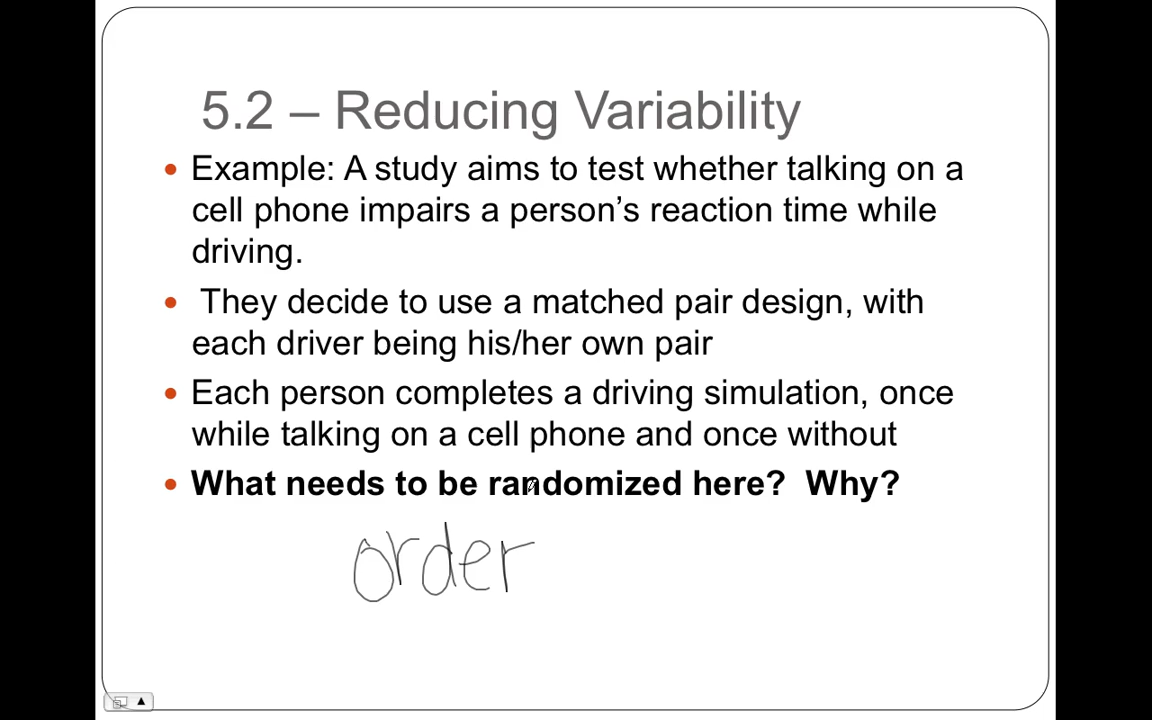 5.2 – Reducing Variability
Example: A study aims to test whether talking on a
cell phone impairs a person's reaction time while
driving.
They decide to use a matched pair design, with
each driver being his/her own pair
Each person completes a driving simulation, once
while talking on a cell phone and once without
What needs to be randomized here?  Why?
order